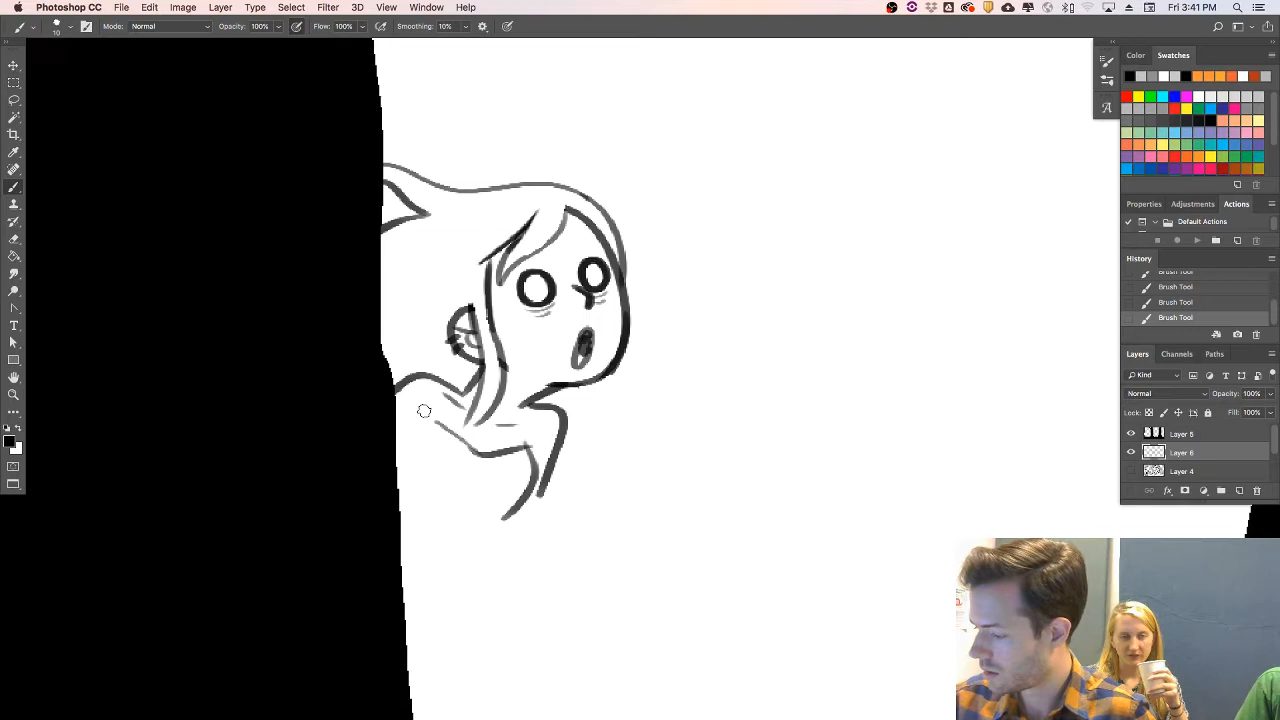 Photoshop CC File Edit Image Layer Type Select Filter 3D View Window Help Fri 3:41 PM
10 Mode: Normal Opacity: 100% Flow: 100% Smoothing: 10%
Color Swatches
Properties Adjustments Actions
Default Actions
History
Brush Tool
Brush Tool
Brush Tool
Brush Tool
Layers Channels Paths
Kind
Normal Opacity: 100%
Lock: Fill: 100%
Layer 5
Layer 6
Layer 4